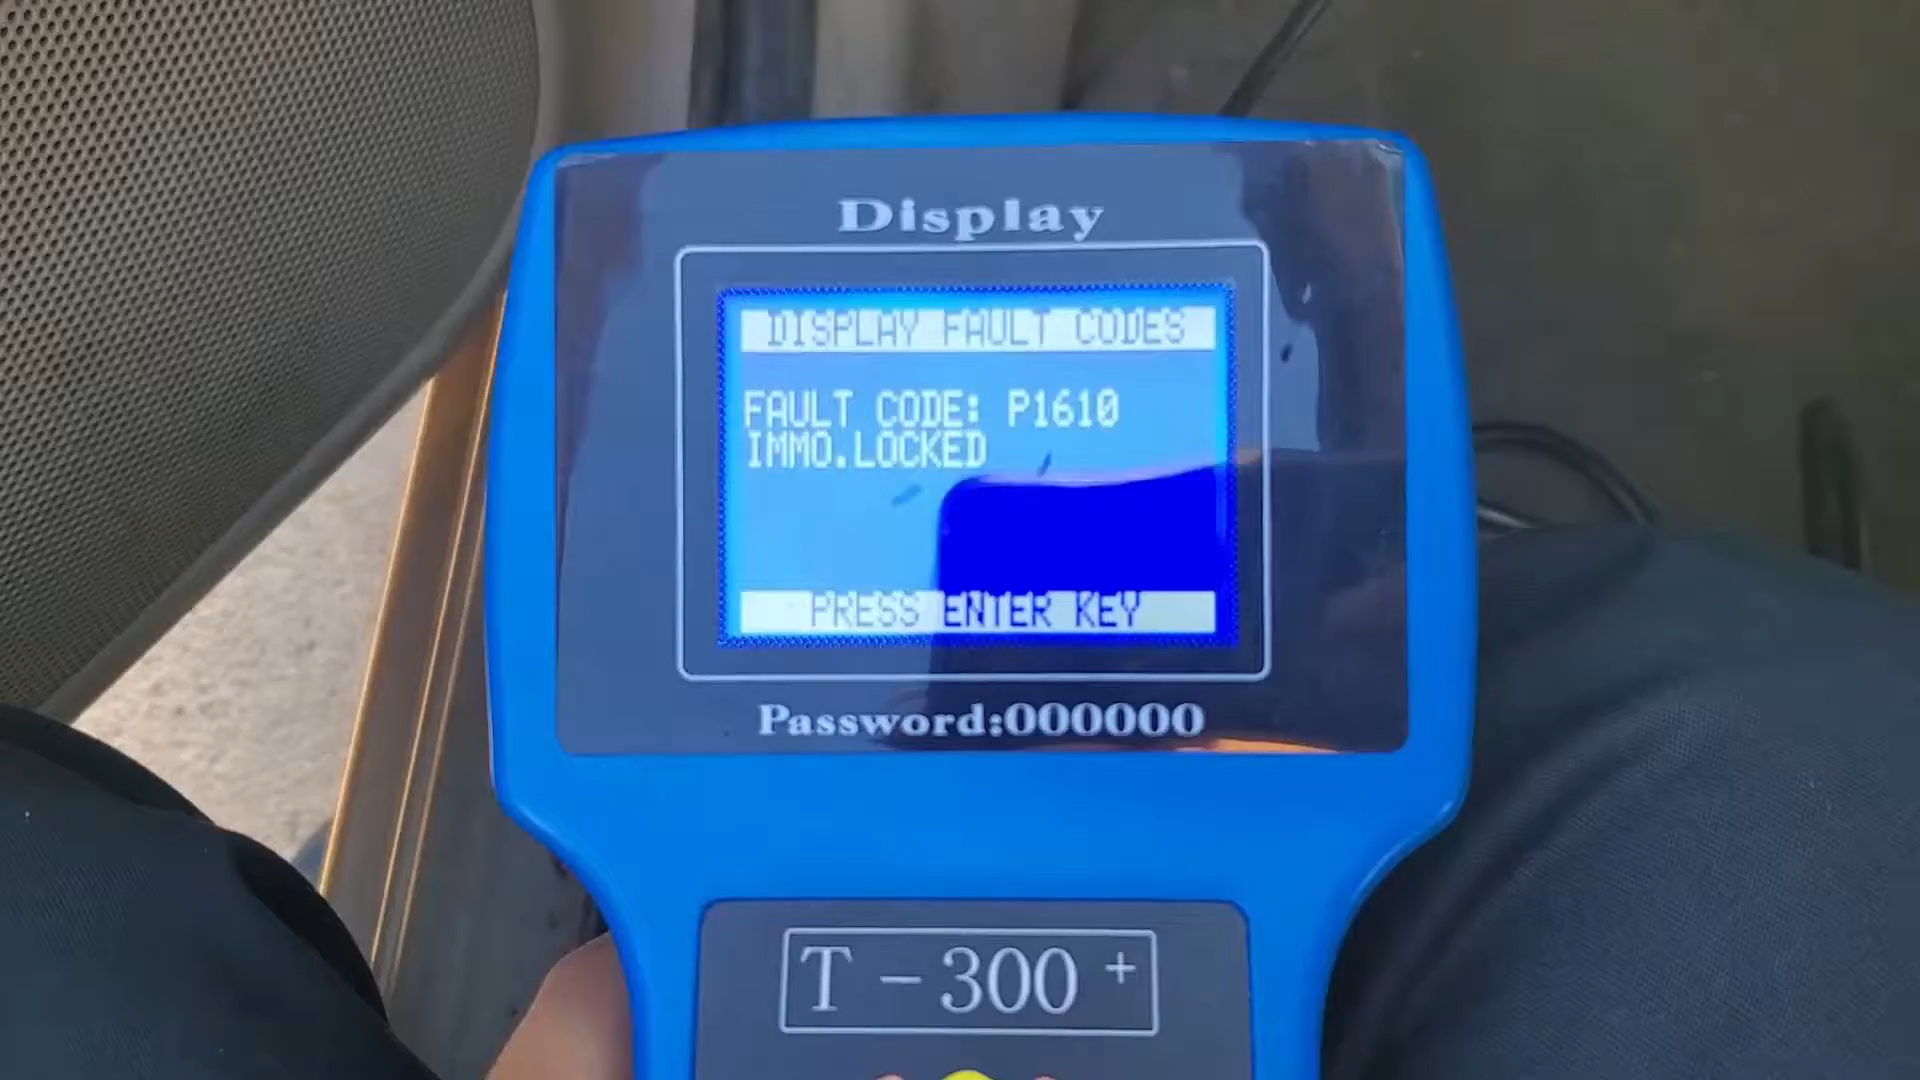 Display
DISPLAY FAULT CODES
FAULT CODE: P1610
IMMO.LOCKED
PRESS ENTER KEY
Password:000000
T-300+